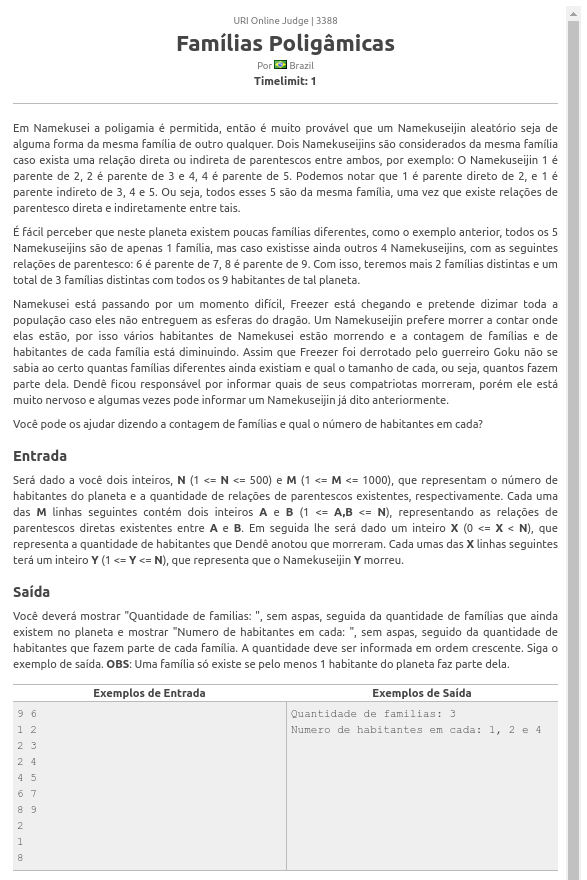 URI Online Judge | 3388
Famílias Poligâmicas
Por Brazil
Timelimit: 1
Em Namekusei a poligamia é permitida, então é muito provável que um Namekuseijin aleatório seja de
alguma forma da mesma família de outro qualquer. Dois Namekuseijins são considerados da mesma família
caso exista uma relação direta ou indireta de parentescos entre ambos, por exemplo: O Namekuseijin 1 é
parente de 2, 2 é parente de 3 e 4, 4 é parente de 5. Podemos notar que 1 é parente direto de 2, e 1 é
parente indireto de 3, 4 e 5. Ou seja, todos esses 5 são da mesma família, uma vez que existe relações de
parentesco direta e indiretamente entre tais.
É fácil perceber que neste planeta existem poucas famílias diferentes, como o exemplo anterior, todos os 5
Namekuseijins são de apenas 1 família, mas caso existisse ainda outros 4 Namekuseijins, com as seguintes
relações de parentesco: 6 é parente de 7, 8 é parente de 9. Com isso, teremos mais 2 famílias distintas e um
total de 3 famílias distintas com todos os 9 habitantes de tal planeta.
Namekusei está passando por um momento difícil, Freezer está chegando e pretende dizimar toda a
população caso eles não entreguem as esferas do dragão. Um Namekuseijin prefere morrer a contar onde
elas estão, por isso vários habitantes de Namekusei estão morrendo e a contagem de famílias e de
habitantes de cada família está diminuindo. Assim que Freezer foi derrotado pelo guerreiro Goku não se
sabia ao certo quantas famílias diferentes ainda existiam e qual o tamanho de cada, ou seja, quantos fazem
parte dela. Dendê ficou responsável por informar quais de seus compatriotas morreram, porém ele está
muito nervoso e algumas vezes pode informar um Namekuseijin já dito anteriormente.
Você pode os ajudar dizendo a contagem de famílias e qual o número de habitantes em cada?
Entrada
Será dado a você dois inteiros, N (1 <= N <= 500) e M (1 <= M <= 1000), que representam o número de
habitantes do planeta e a quantidade de relações de parentescos existentes, respectivamente. Cada uma
das M linhas seguintes contém dois inteiros A e B (1 <= A,B <= N), representando as relações de
parentescos diretas existentes entre A e B. Em seguida lhe será dado um inteiro X (0 <= X < N), que
representa a quantidade de habitantes que Dendê anotou que morreram. Cada umas das X linhas seguintes
terá um inteiro Y (1 <= Y <= N), que representa que o Namekuseijin Y morreu.
Saída
Você deverá mostrar "Quantidade de familias: ", sem aspas, seguida da quantidade de famílias que ainda
existem no planeta e mostrar "Numero de habitantes em cada: ", sem aspas, seguido da quantidade de
habitantes que fazem parte de cada família. A quantidade deve ser informada em ordem crescente. Siga o
exemplo de saída. OBS: Uma família só existe se pelo menos 1 habitante do planeta faz parte dela.
Exemplos de Entrada Exemplos de Saída
9 6 Quantidade de familias: 3
1 2 Numero de habitantes em cada: 1, 2 e 4
2 3
2 4
4 5
6 7
8 9
2
1
8